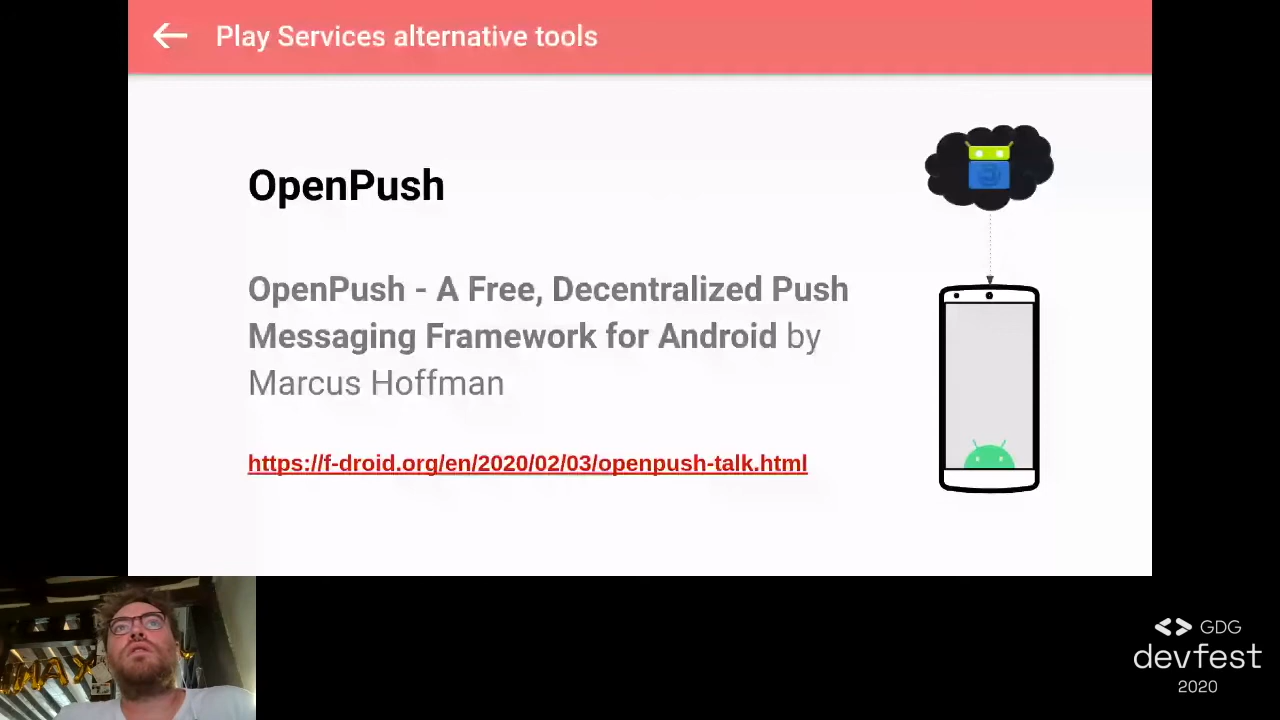 Play Services alternative tools
OpenPush
OpenPush - A Free, Decentralized Push
Messaging Framework for Android by
Marcus Hoffman
https://f-droid.org/en/2020/02/03/openpush-talk.html
<> GDG
devfest
2020